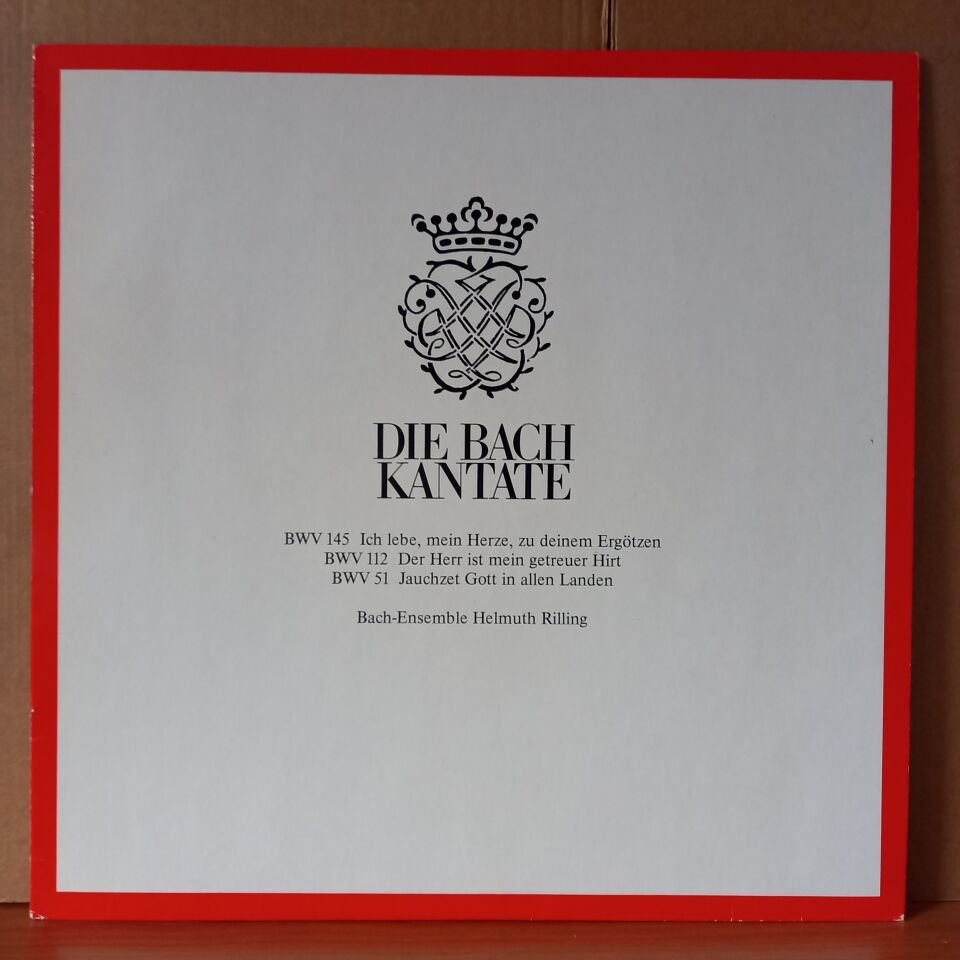 DIE BACH
KANTATE
BWV 145 Ich lebe, mein Herze, zu deinem Ergötzen
BWV 112 Der Herr ist mein getreuer Hirt
BWV 51 Jauchzet Gott in allen Landen
Bach-Ensemble Helmuth Rilling